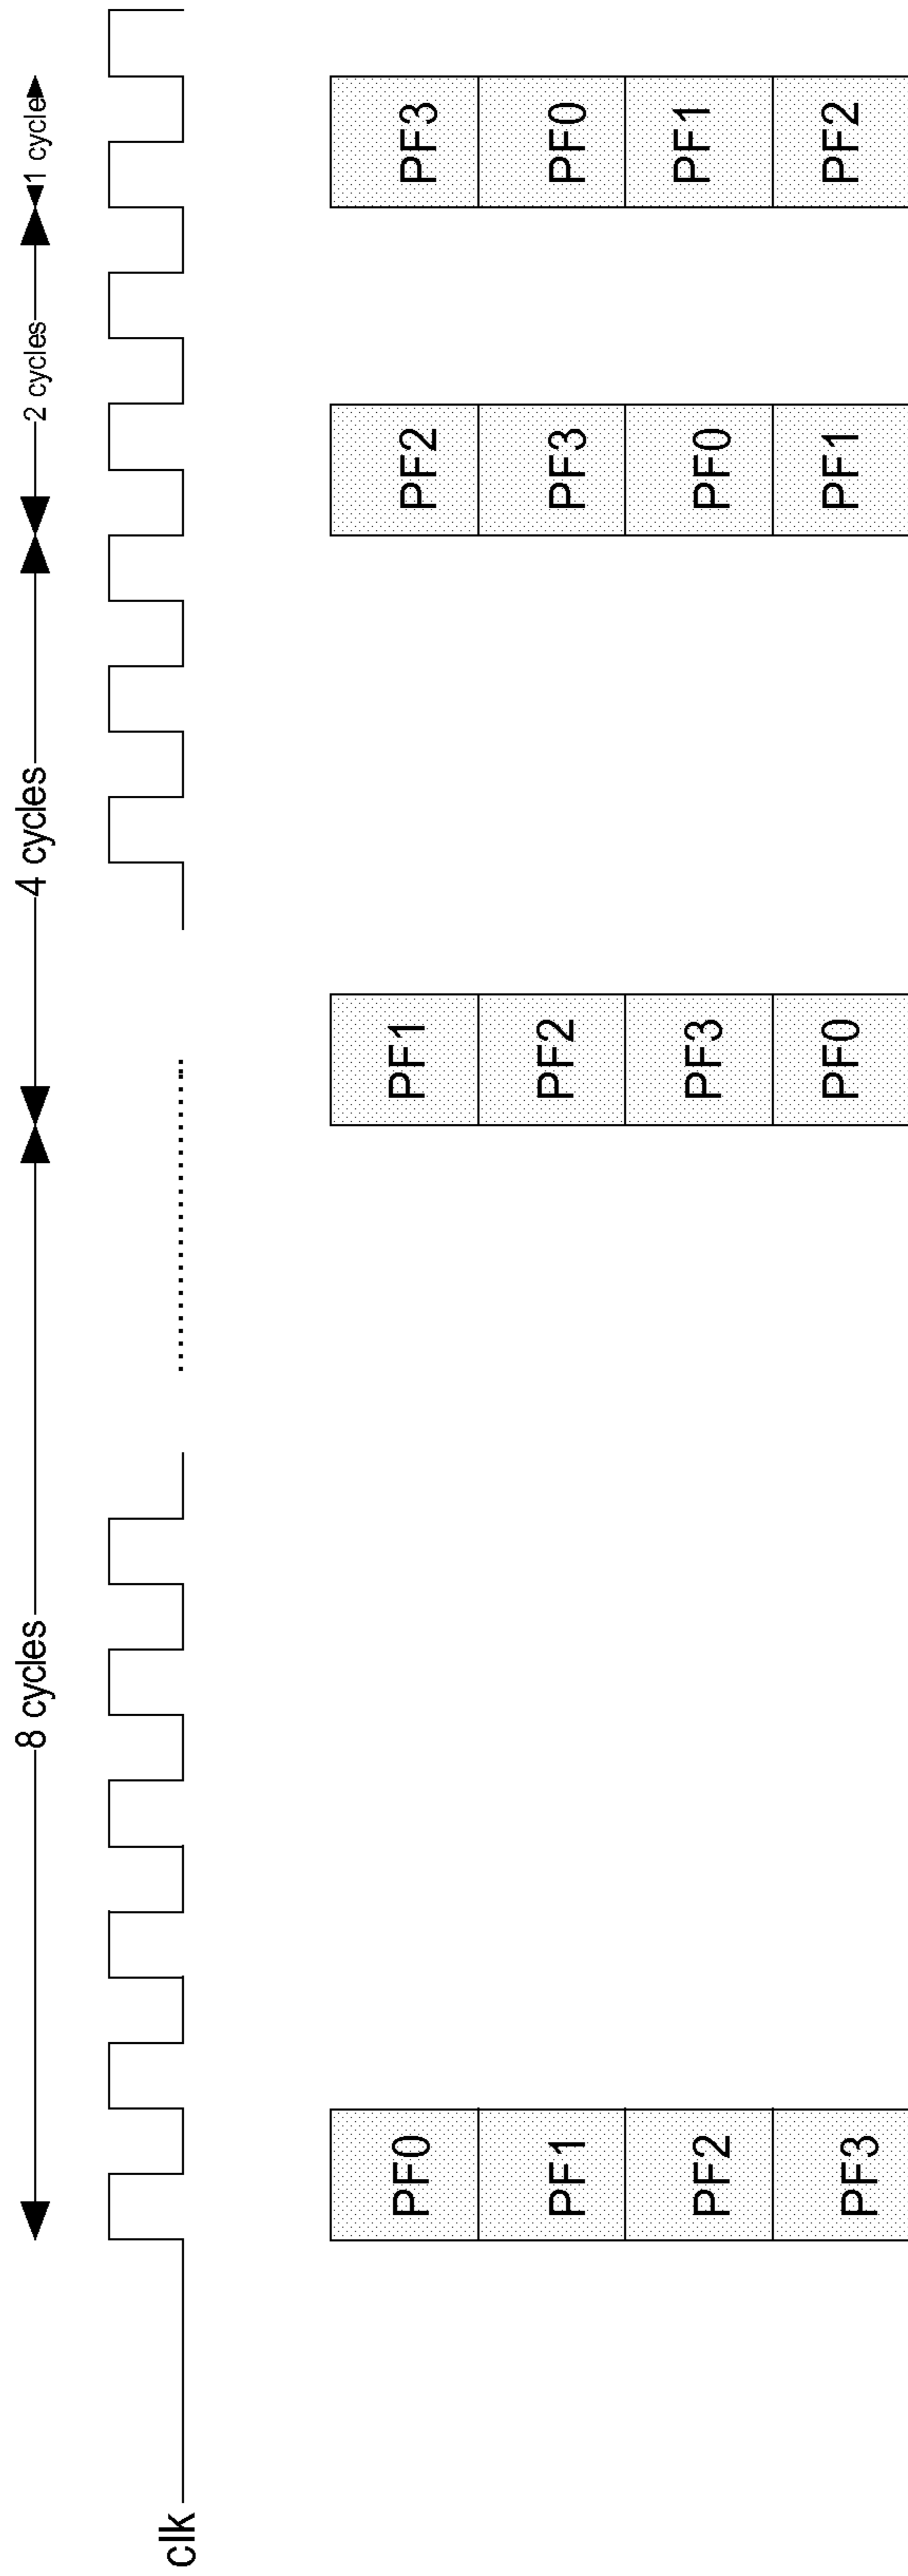 8 cycles
4 cycles
2 cycles
1 cycle
clk
PF0 PF1 PF2 PF3
PF1 PF2 PF3 PF0
PF2 PF3 PF0 PF1
PF3 PF0 PF1 PF2